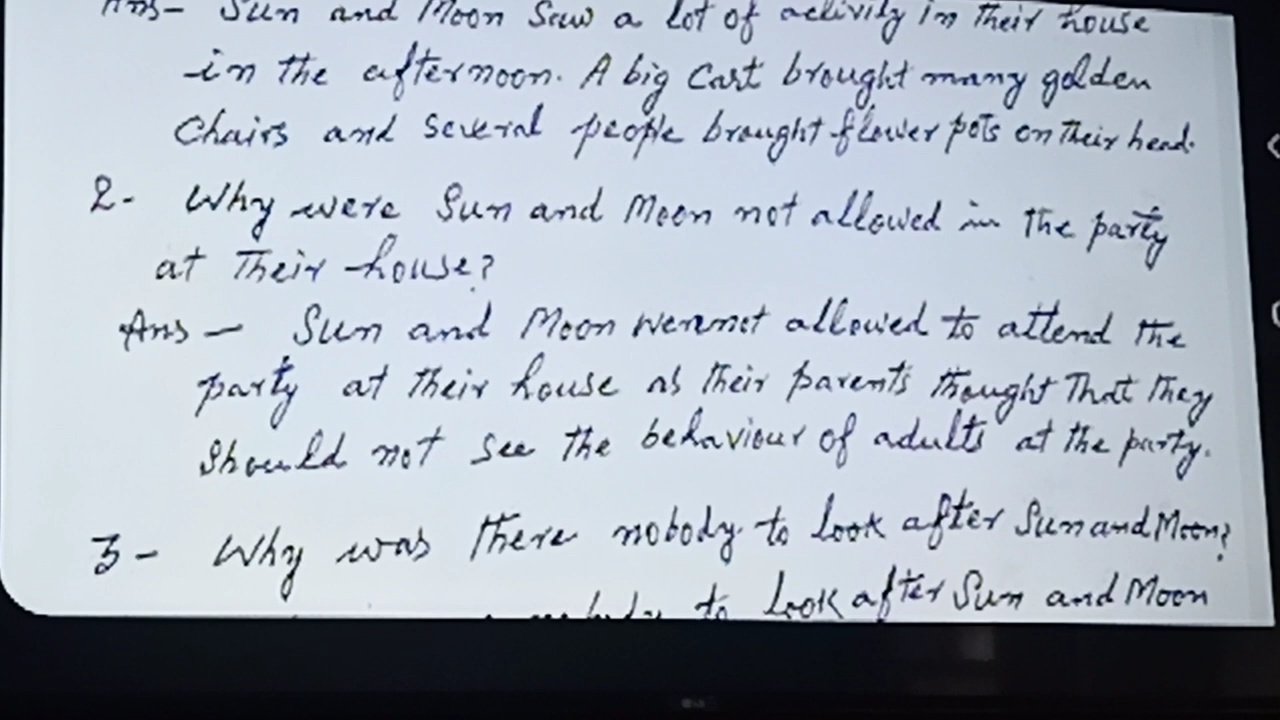 Ans- Sun and Moon Saw a lot of activity in their house
in the afternoon. A big Cart brought many golden
Chairs and several people brought flower pots on their head.
2- Why were Sun and Moon not allowed in the party
at their house?
Ans- Sun and Moon were not allowed to attend the
party at their house as their parents thought that they
should not see the behaviour of adults at the party.
3- Why was there nobody to look after Sun and Moon?
nobody to look after Sun and Moon
LG